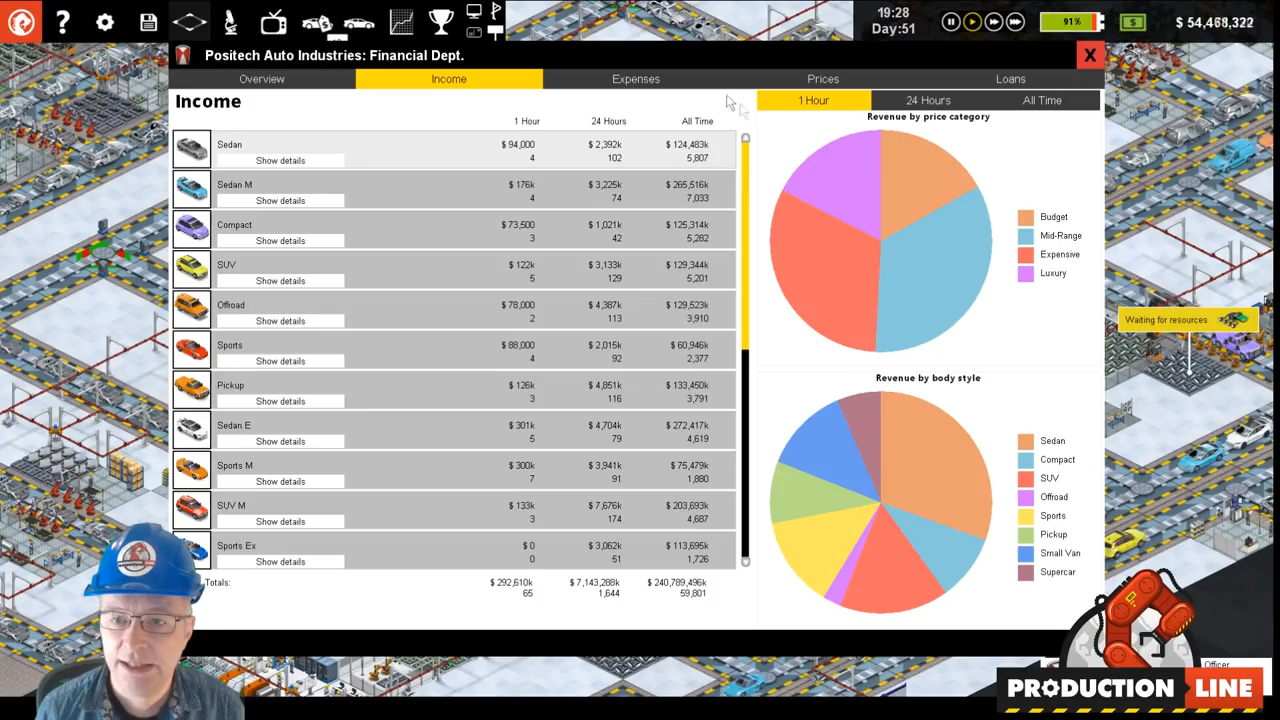 ?
19:28
Day:51
91%
$
$ 54,468,322
Positech Auto Industries: Financial Dept.
X
Overview
Income
Expenses
Prices
Loans
Income
1 Hour
24 Hours
All Time
1 Hour 24 Hours All Time
Revenue by price category
Sedan $ 94,000 $ 2,392k $ 124,483k
Show details 4 102 5,807
Sedan M $ 176k $ 3,225k $ 265,516k
Show details 4 74 7,033
Compact $ 73,500 $ 1,021k $ 125,314k
Show details 3 42 5,282
SUV $ 122k $ 3,133k $ 129,344k
Show details 5 129 5,201
Offroad $ 78,000 $ 4,387k $ 129,523k
Show details 2 113 3,910
Sports $ 88,000 $ 2,015k $ 60,946k
Show details 4 92 2,377
Pickup $ 126k $ 4,851k $ 133,450k
Show details 3 116 3,791
Sedan E $ 301k $ 4,704k $ 272,417k
Show details 5 79 4,619
Sports M $ 300k $ 3,941k $ 75,479k
Show details 7 91 1,880
SUV M $ 133k $ 7,676k $ 203,693k
Show details 3 174 4,687
Sports Ex $ 0 $ 3,062k $ 113,695k
Show details 0 51 1,726
Totals: $ 292,610k $ 7,143,288k $ 240,789,496k
65 1,644 59,801
Budget
Mid-Range
Expensive
Luxury
Revenue by body style
Sedan
Compact
SUV
Offroad
Sports
Pickup
Small Van
Supercar
Waiting for resources
Officer
PRODUCTION LINE